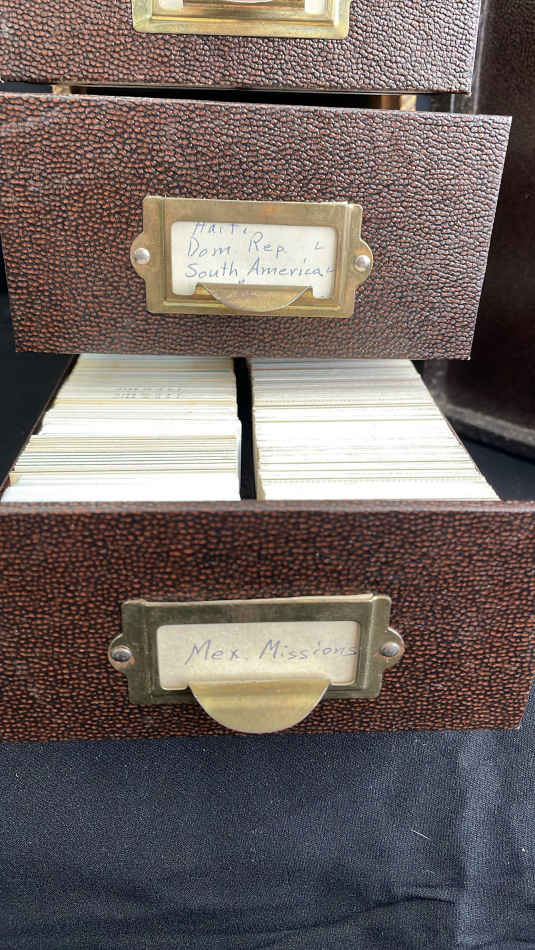 Haiti
Dom. Rep.
South America
Mex. Missions